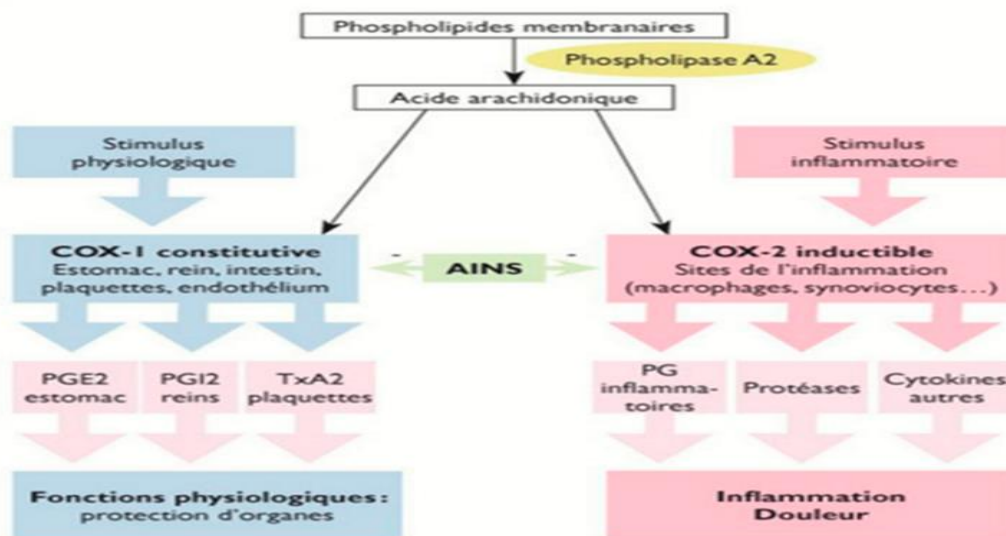 Phospholipides membranaires
Phospholipase A2
Acide arachidonique
Stimulus
physiologique
Stimulus
inflammatoire
COX-1 constitutive
Estomac, rein, intestin,
plaquettes, endothélium
- AINS -
COX-2 inductible
Sites de l'inflammation
(macrophages, synoviocytes...)
PGE2
estomac
PGI2
reins
TxA2
plaquettes
PG
inflamma-
toires
Protéases
Cytokines
autres
Fonctions physiologiques :
protection d'organes
Inflammation
Douleur